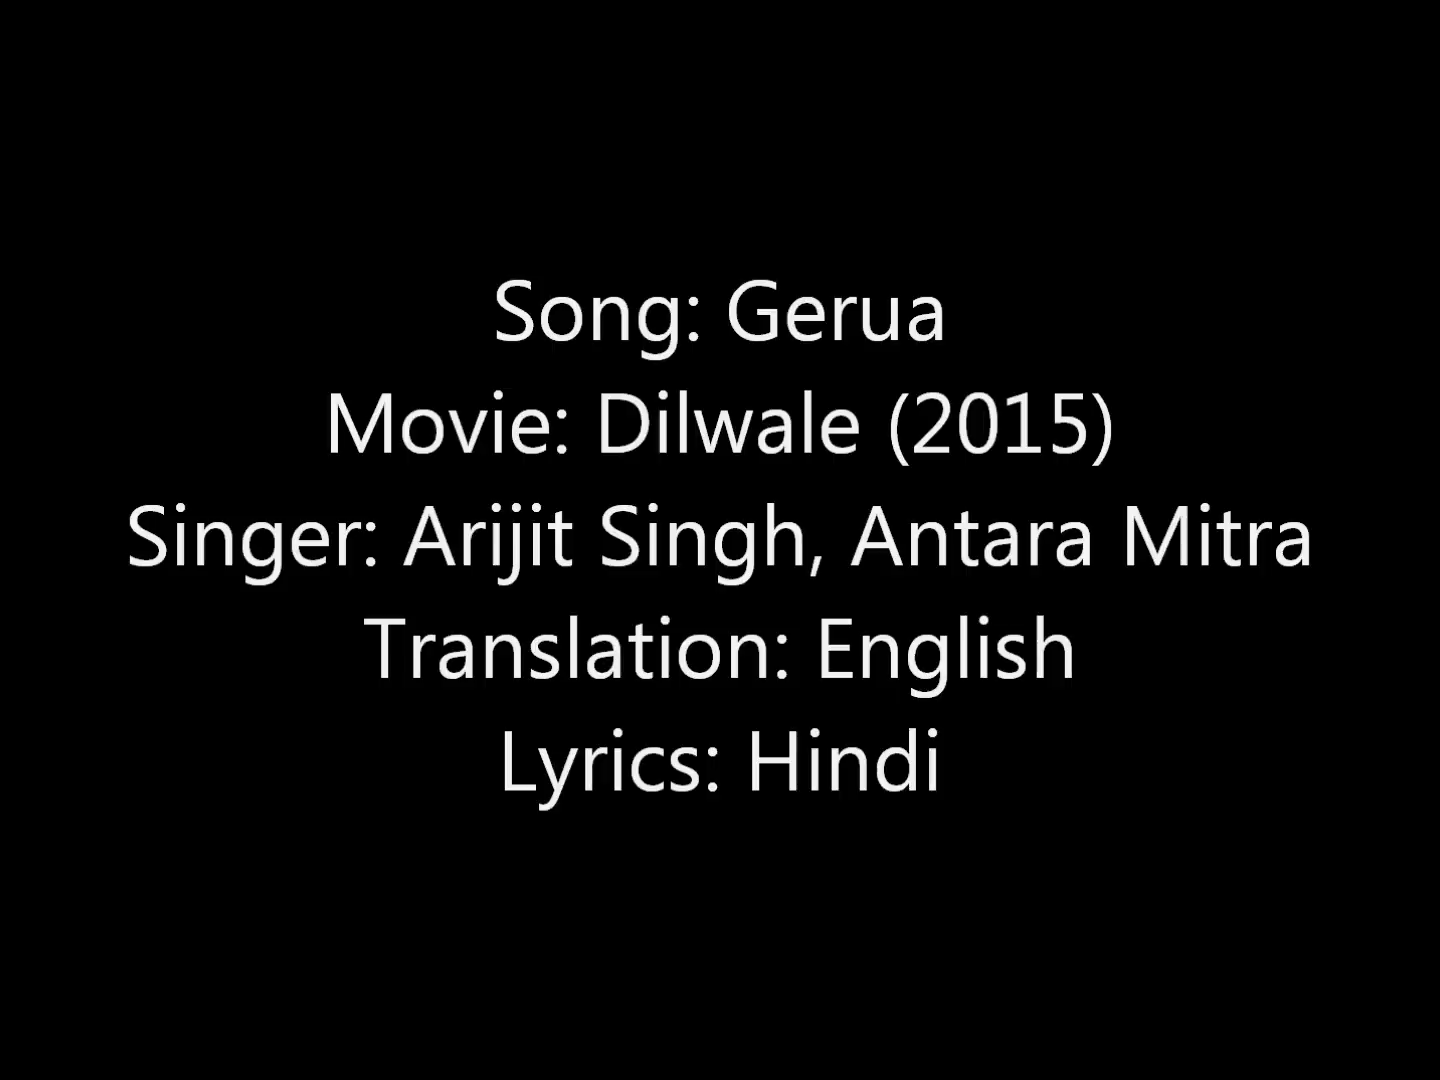 Song: Gerua
Movie: Dilwale (2015)
Singer: Arijit Singh, Antara Mitra
Translation: English
Lyrics: Hindi